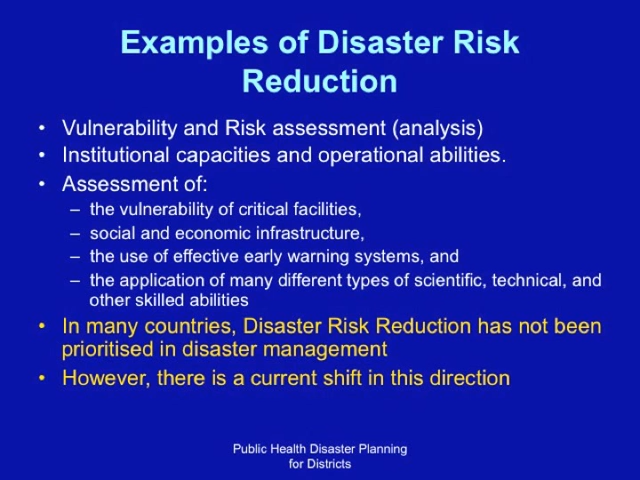 Examples of Disaster Risk
Reduction
• Vulnerability and Risk assessment (analysis)
• Institutional capacities and operational abilities.
• Assessment of:
– the vulnerability of critical facilities,
– social and economic infrastructure,
– the use of effective early warning systems, and
– the application of many different types of scientific, technical, and
other skilled abilities
• In many countries, Disaster Risk Reduction has not been
prioritised in disaster management
• However, there is a current shift in this direction
Public Health Disaster Planning
for Districts